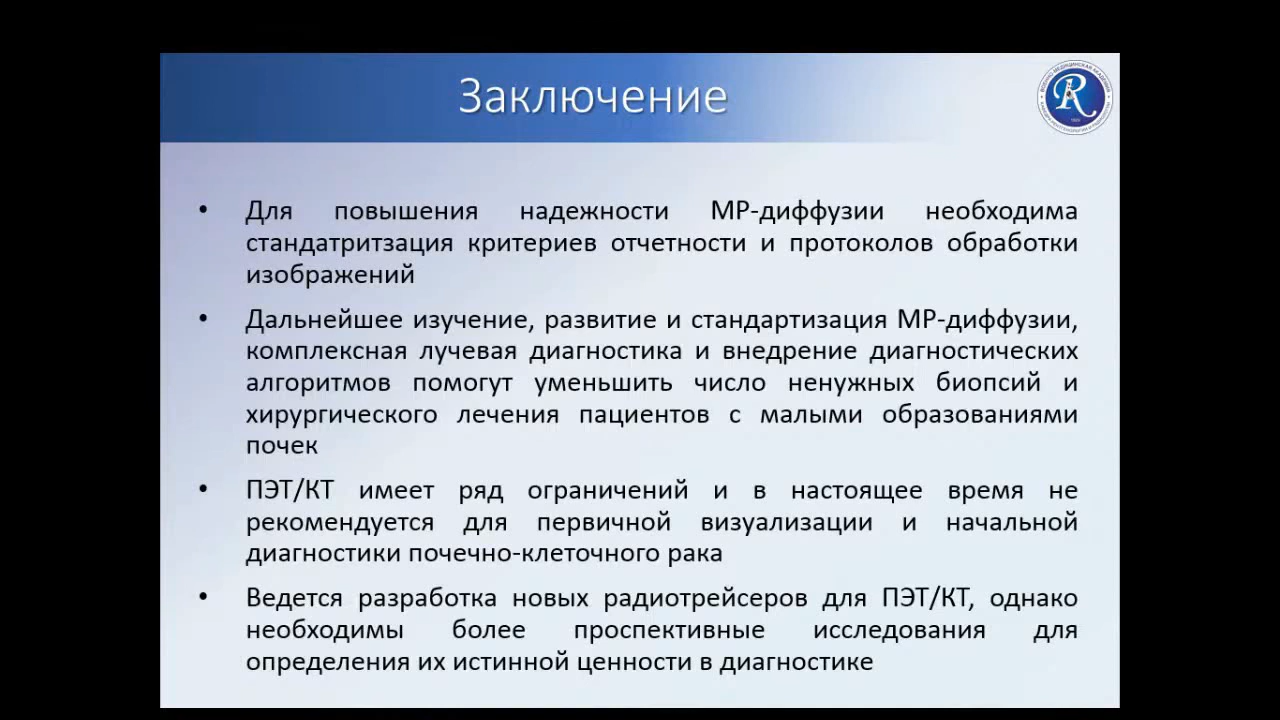 Заключение
• Для повышения надежности МР-диффузии необходима
стандатритзация критериев отчетности и протоколов обработки
изображений
• Дальнейшее изучение, развитие и стандартизация МР-диффузии,
комплексная лучевая диагностика и внедрение диагностических
алгоритмов помогут уменьшить число ненужных биопсий и
хирургического лечения пациентов с малыми образованиями
почек
• ПЭТ/КТ имеет ряд ограничений и в настоящее время не
рекомендуется для первичной визуализации и начальной
диагностики почечно-клеточного рака
• Ведется разработка новых радиотрейсеров для ПЭТ/КТ, однако
необходимы более проспективные исследования для
определения их истинной ценности в диагностике